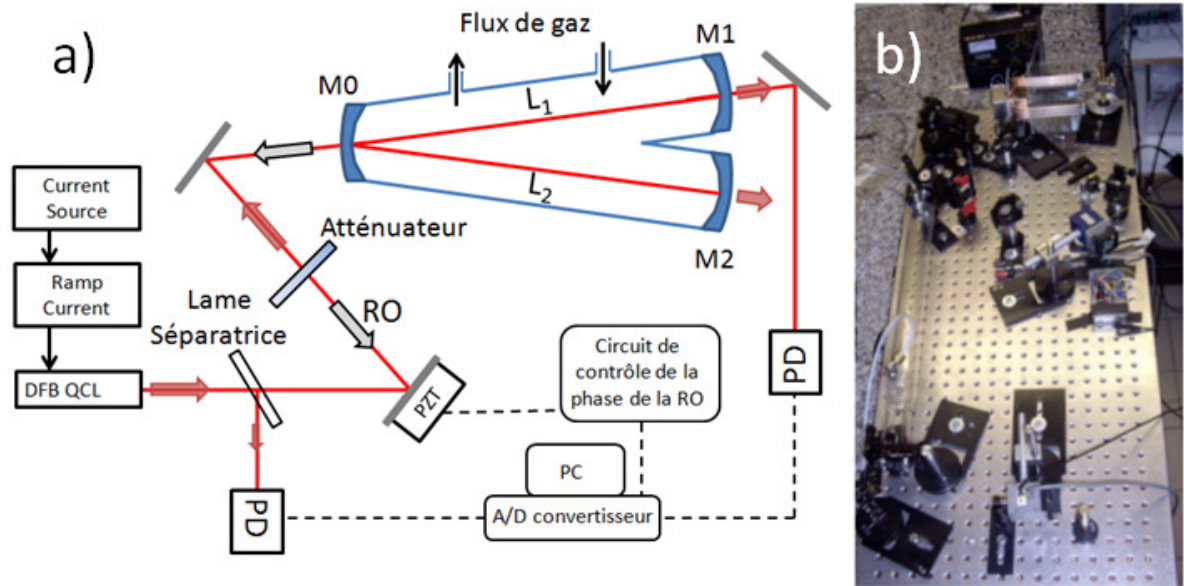 a)
Flux de gaz
M0
M1
L1
L2
M2
Current
Source
Atténuateur
Ramp
Current
Lame
Séparatrice
RO
DFB QCL
PZT
Circuit de
contrôle de la
phase de la RO
PD
PC
A/D convertisseur
PD
b)